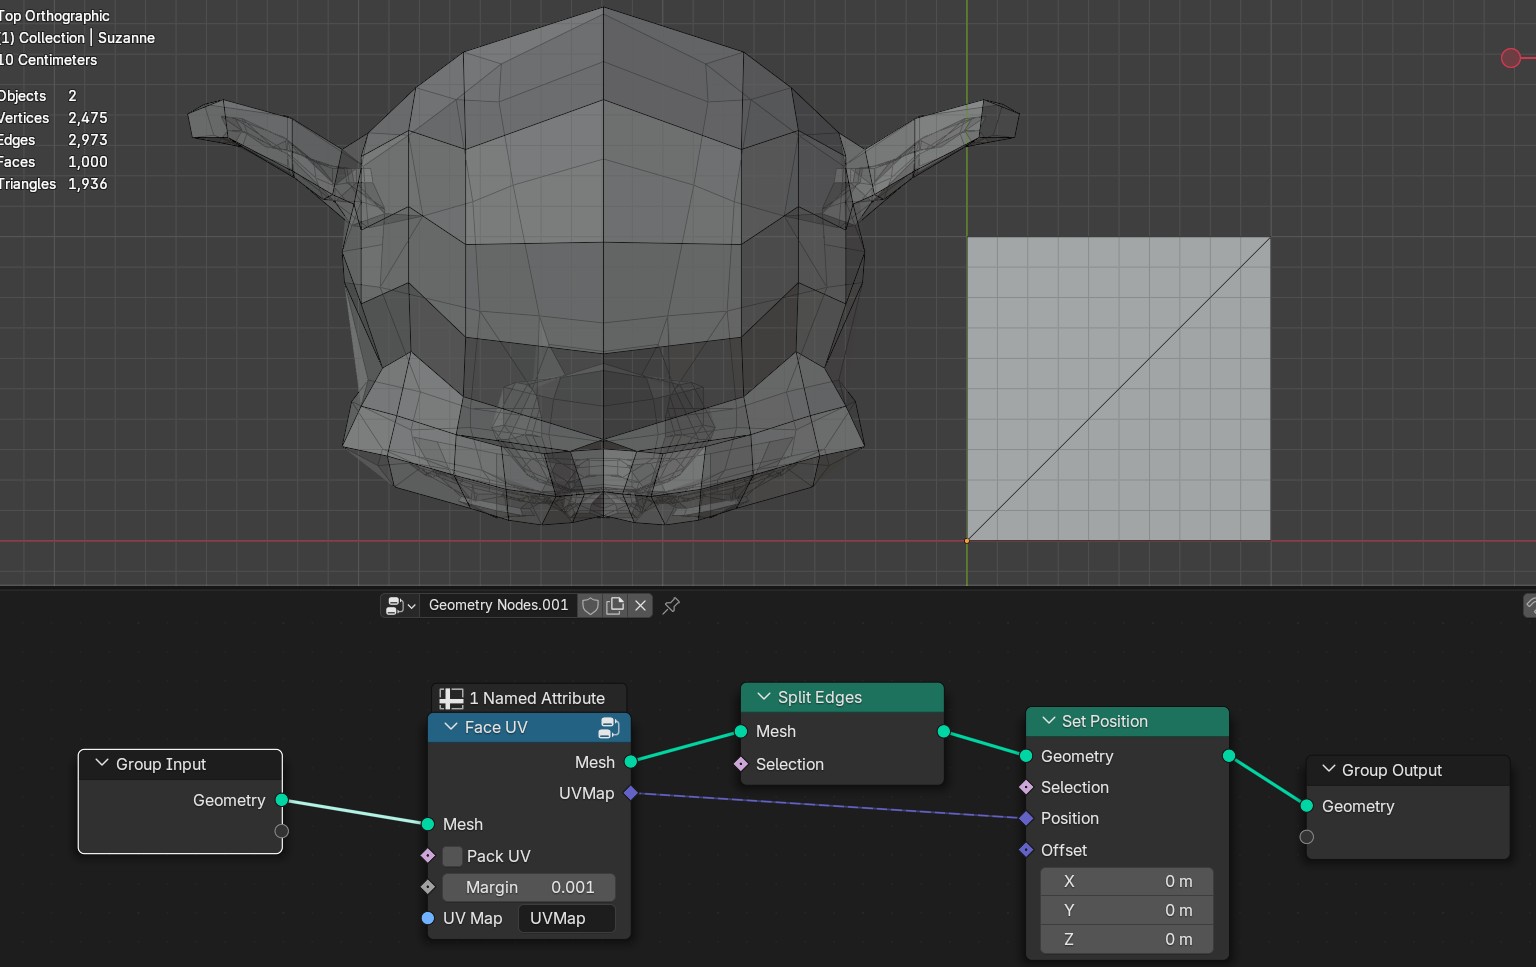 Top Orthographic
(1) Collection | Suzanne
10 Centimeters
Objects 2
Vertices 2,475
Edges 2,973
Faces 1,000
Triangles 1,936
Geometry Nodes.001
Group Input
Geometry
1 Named Attribute
Face UV
Mesh
UVMap
Mesh
Pack UV
Margin 0.001
UV Map UVMap
Split Edges
Mesh
Selection
Set Position
Geometry
Selection
Position
Offset
X 0 m
Y 0 m
Z 0 m
Group Output
Geometry